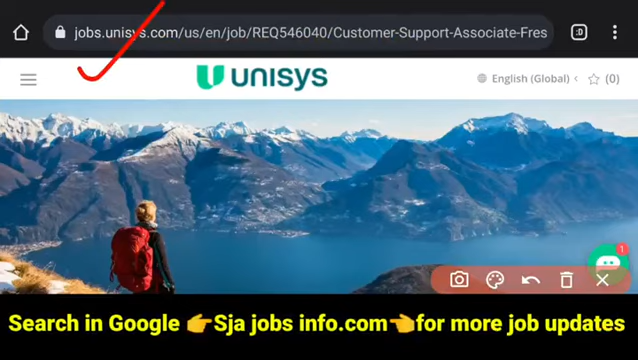 jobs.unisys.com/us/en/job/REQ546040/Customer-Support-Associate-Fres
:D
UNISYS
English (Global)
(0)
1
Search in Google 👉Sja jobs info.com👈for more job updates